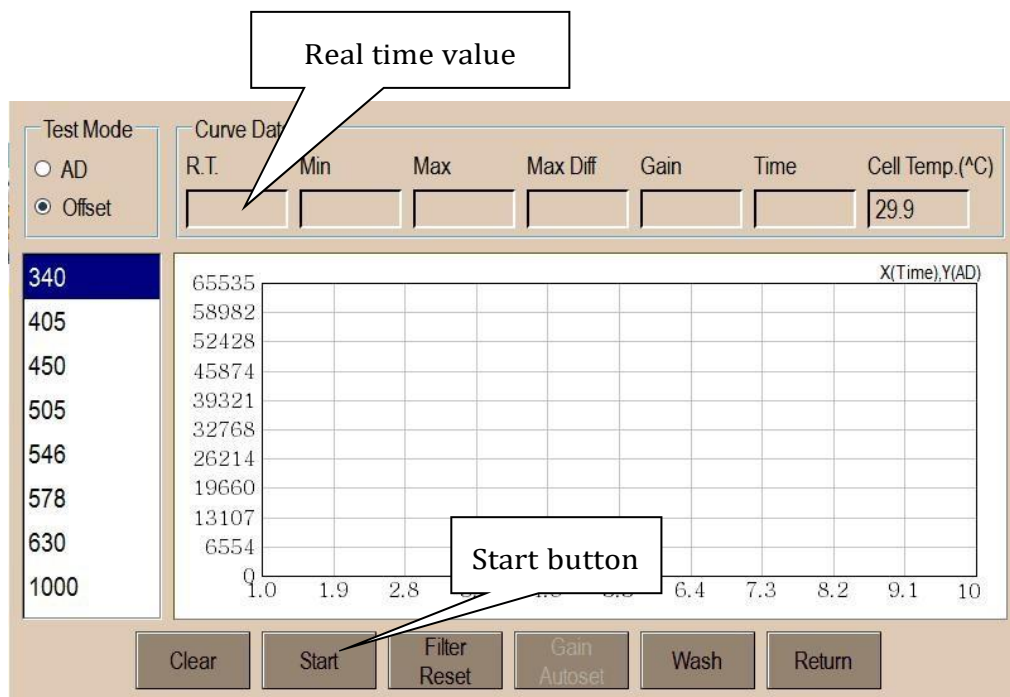 Real time value
Test Mode
AD
Offset
R.T. Min Max Max Diff Gain Time Cell Temp.(^C)
29.9
340
405
450
505
546
578
630
1000
X(Time),Y(AD)
65535
58982
52428
45874
39321
32768
26214
19660
13107
6554
0
1.0 1.9 2.8 6.4 7.3 8.2 9.1 10
Start button
Clear
Start
Filter
Reset
Gain
Autoset
Wash
Return